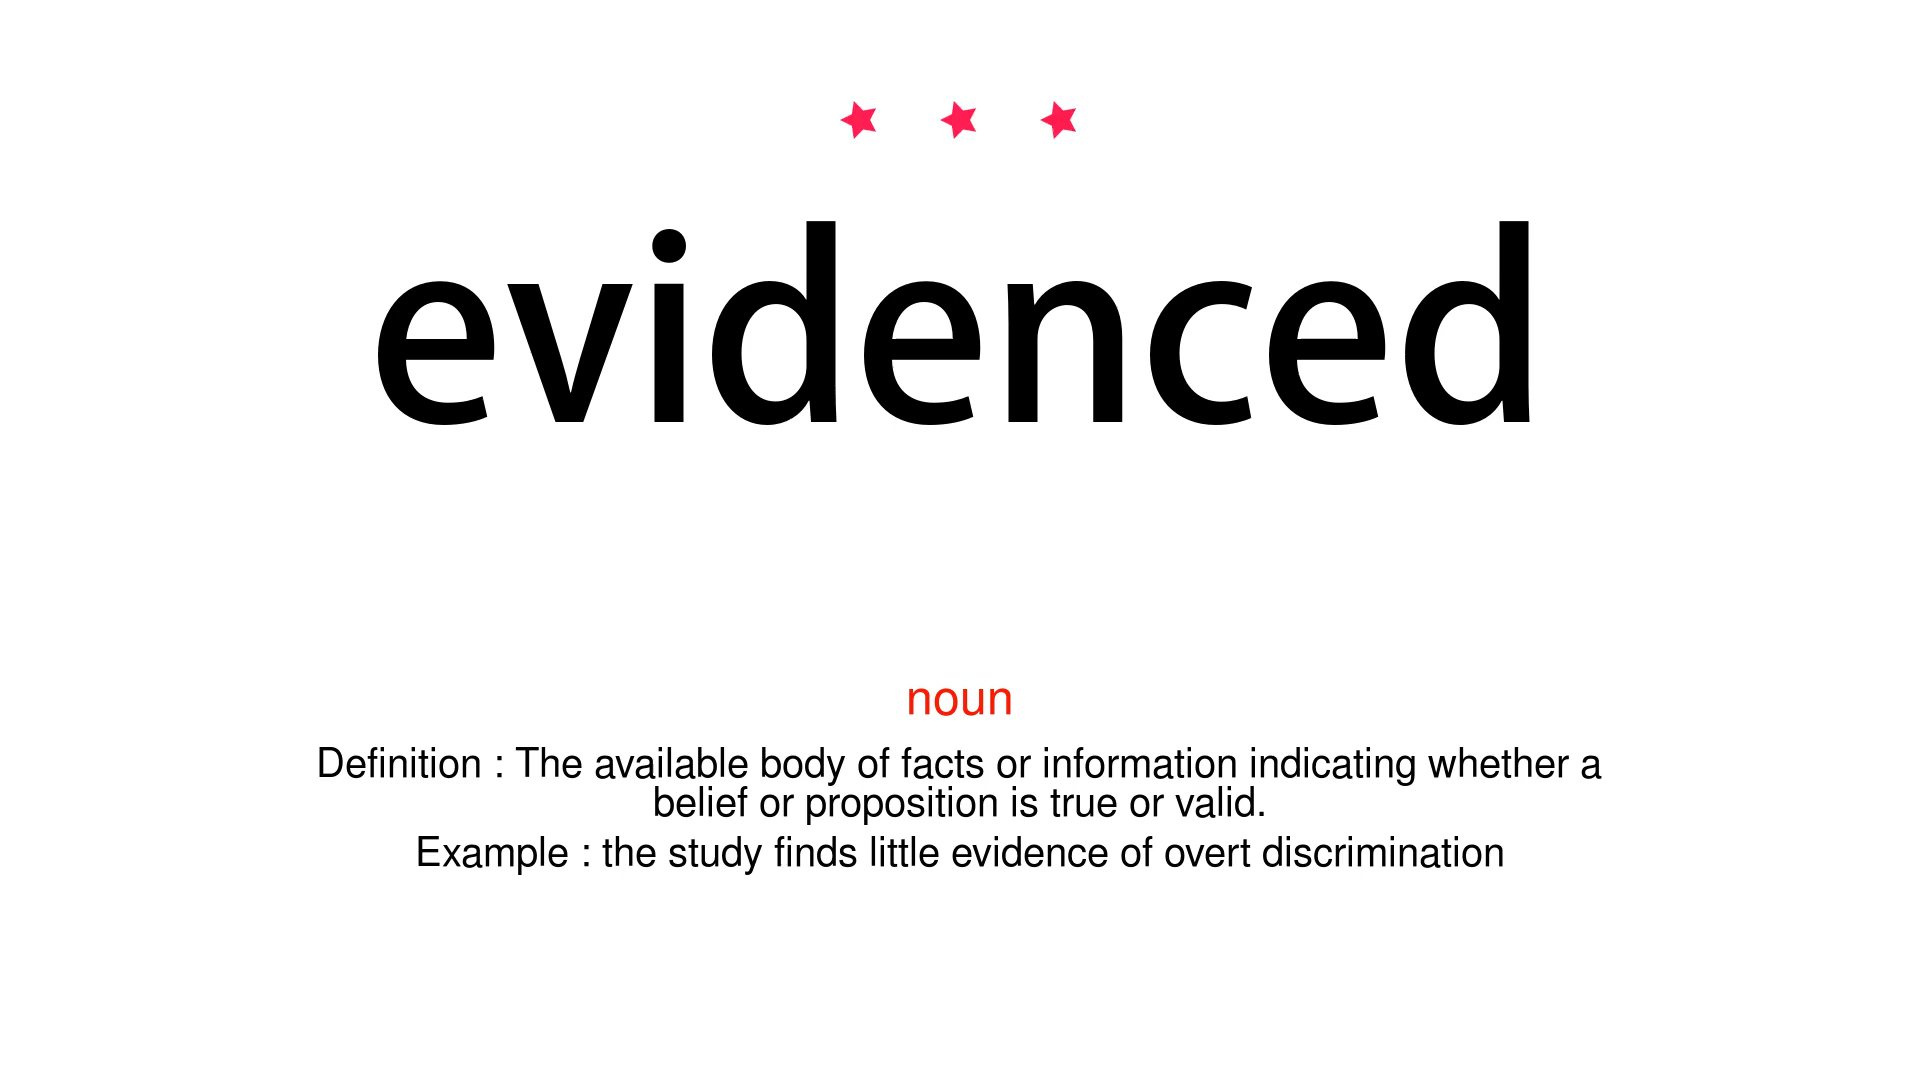 evidenced
noun
Definition : The available body of facts or information indicating whether a
belief or proposition is true or valid.
Example : the study finds little evidence of overt discrimination